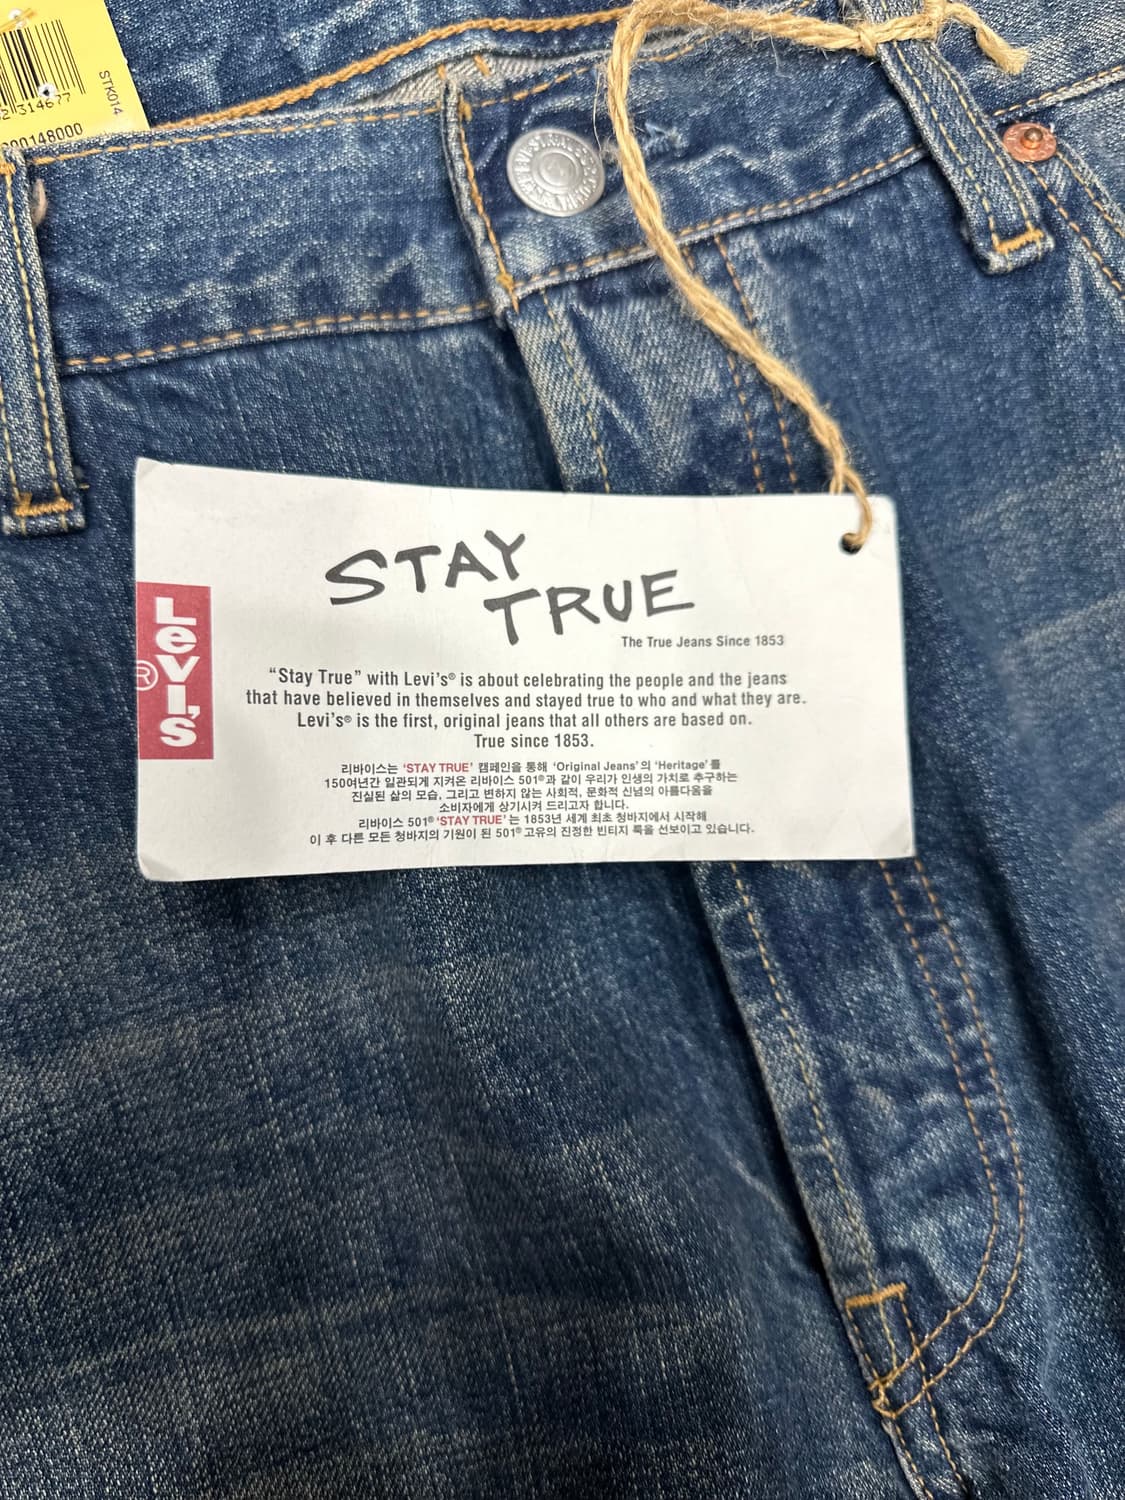 STK014
STAY
TRUE
The True Jeans Since 1853
Levi's
®
“Stay True” with Levi's® is about celebrating the people and the jeans
that have believed in themselves and stayed true to who and what they are.
Levi's® is the first, original jeans that all others are based on.
True since 1853.
리바이스는 ‘STAY TRUE’ 캠페인을 통해 ‘Original Jeans’의 ‘Heritage’를
150여년간 일관되게 지켜온 리바이스 501®과 같이 우리가 인생의 가치로 추구하는
진실된 삶의 모습, 그리고 변하지 않는 사회적, 문화적 신념의 아름다움을
소비자에게 상기시켜 드리고자 합니다.
리바이스 501® ‘STAY TRUE’는 1853년 세계 최초 청바지에서 시작해
이 후 다른 모든 청바지의 기원이 된 501® 고유의 진정한 빈티지 룩을 선보이고 있습니다.